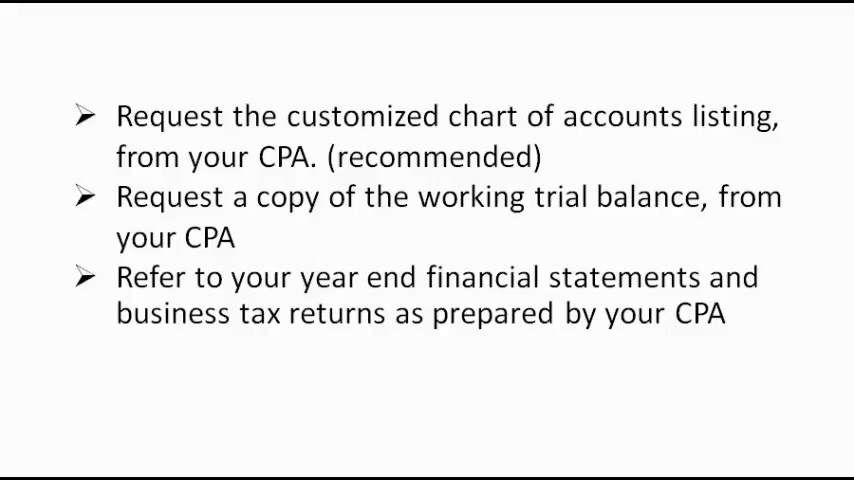 ➢ Request the customized chart of accounts listing,
from your CPA. (recommended)
➢ Request a copy of the working trial balance, from
your CPA
➢ Refer to your year end financial statements and
business tax returns as prepared by your CPA